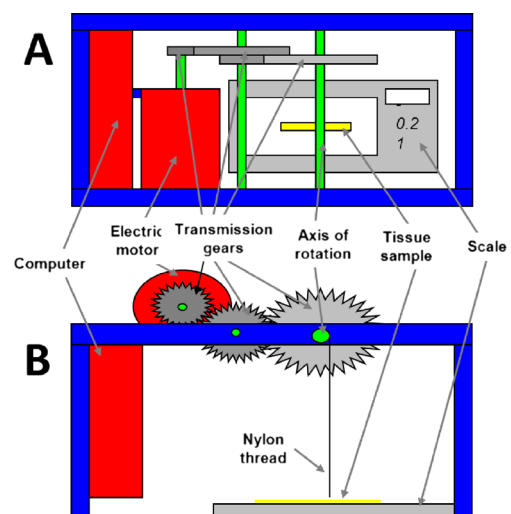 A
0.2
1
Electric
motor
Transmission
gears
Axis of
rotation
Tissue
sample
Scale
Computer
B
Nylon
thread